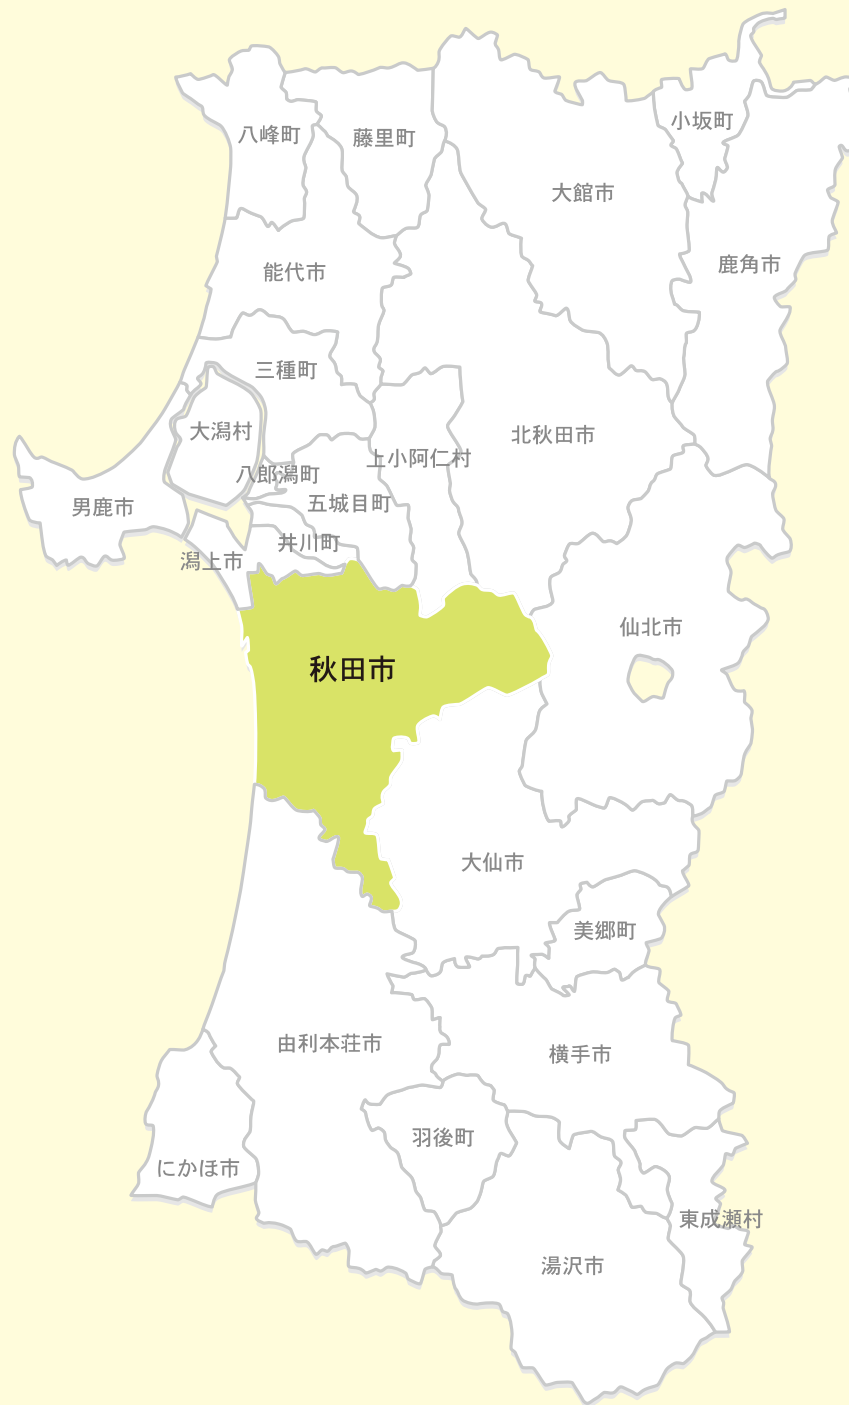 八峰町
藤里町
小坂町
大館市
鹿角市
能代市
三種町
大潟村
北秋田市
上小阿仁村
八郎潟町
五城目町
男鹿市
井川町
潟上市
仙北市
秋田市
大仙市
美郷町
由利本荘市
横手市
羽後町
にかほ市
東成瀬村
湯沢市